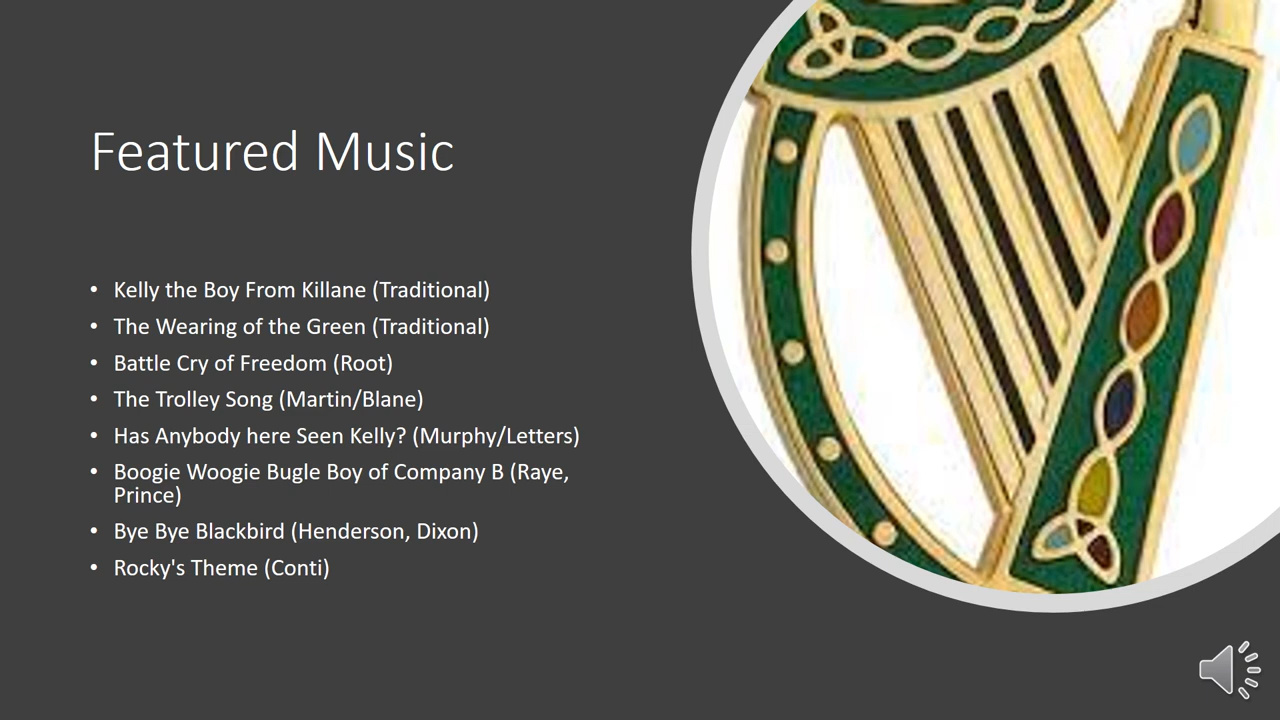 Featured Music
• Kelly the Boy From Killane (Traditional)
• The Wearing of the Green (Traditional)
• Battle Cry of Freedom (Root)
• The Trolley Song (Martin/Blane)
• Has Anybody here Seen Kelly? (Murphy/Letters)
• Boogie Woogie Bugle Boy of Company B (Raye,
Prince)
• Bye Bye Blackbird (Henderson, Dixon)
• Rocky's Theme (Conti)